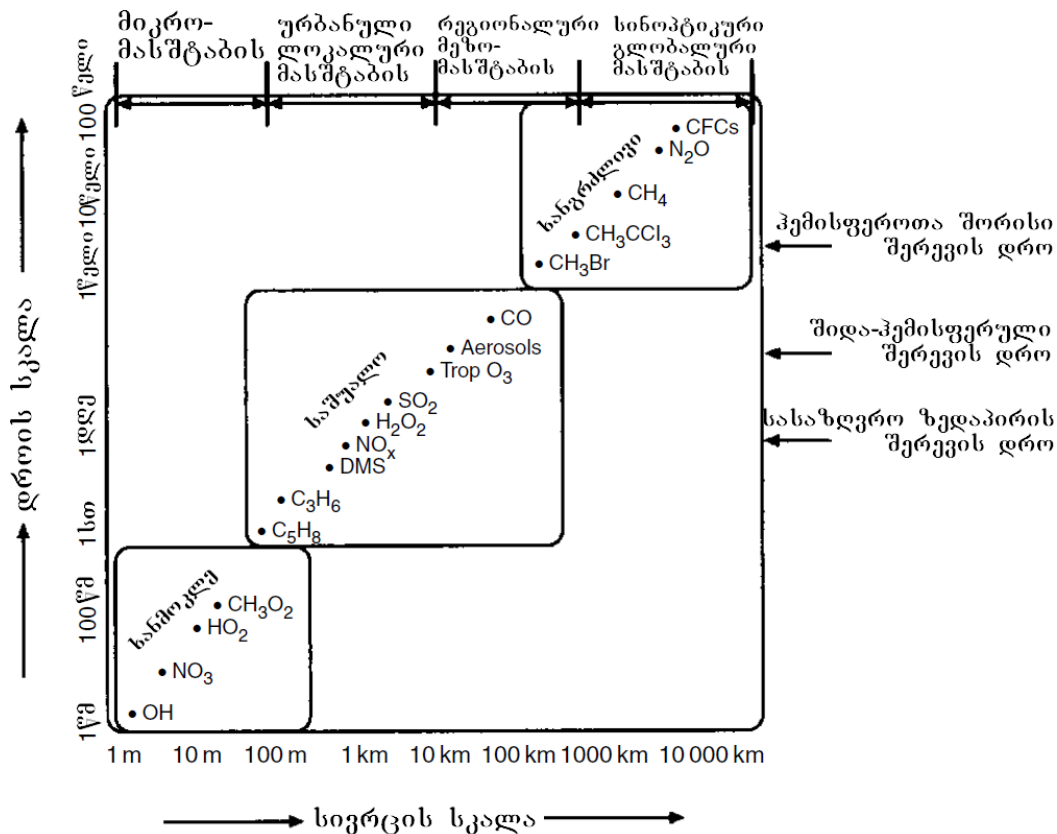 მიკრო-
მასშტაბის
ურბანული
ლოკალური
მასშტაბის
რეგიონალური
მეზო-
მასშტაბის
სინოპტიკური
გლობალური
მასშტაბის
100 წელი
10წელი
1წელი
1დღე
1სთ
100წმ
1წმ
დროის სკალა
სანგრძლივი
CFCs
N₂O
CH₄
CH₃CCl₃
CH₃Br
საშუალო
CO
Aerosols
Trop O₃
SO₂
H₂O₂
NOₓ
DMS
C₃H₆
C₅H₈
სანმოკლე
CH₃O₂
HO₂
NO₃
OH
ჰემისფეროთა შორისი
შერევის დრო
შიდა-ჰემისფერული
შერევის დრო
სასაზღვრო ზედაპირის
შერევის დრო
1 m 10 m 100 m 1 km 10 km 100 km 1000 km 10 000 km
სივრცის სკალა